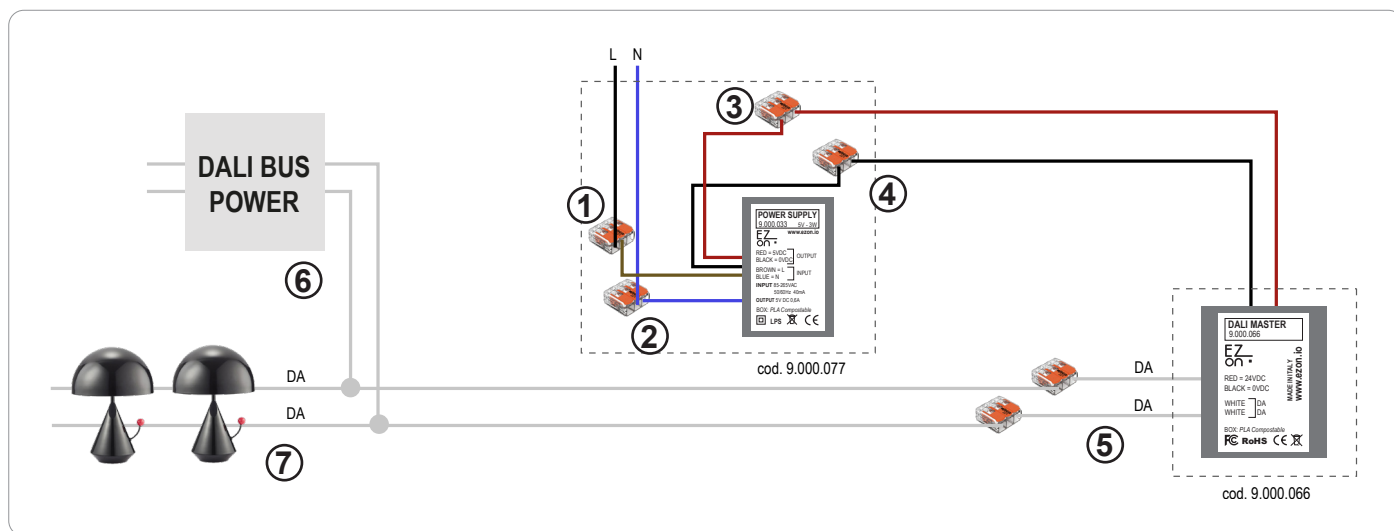 L N
3
DALI BUS
POWER
1
4
POWER SUPPLY
9.000.033 5V - 3W
www.ezon.io
EZ
on
RED = 5VDC
BLACK = 0VDC
OUTPUT
BROWN = L
BLUE = N
INPUT
INPUT 85-265VAC
50/60Hz 40mA
OUTPUT 5V DC 0,6A
BOX: PLA Compostable
LPS CE
6
2
cod. 9.000.077
DALI MASTER
9.000.066
EZ
on
MADE IN ITALY
www.ezon.io
RED = 24VDC
BLACK = 0VDC
WHITE DA
WHITE DA
BOX: PLA Compostable
FC RoHS CE
DA
DA
DA
DA
5
7
cod. 9.000.066